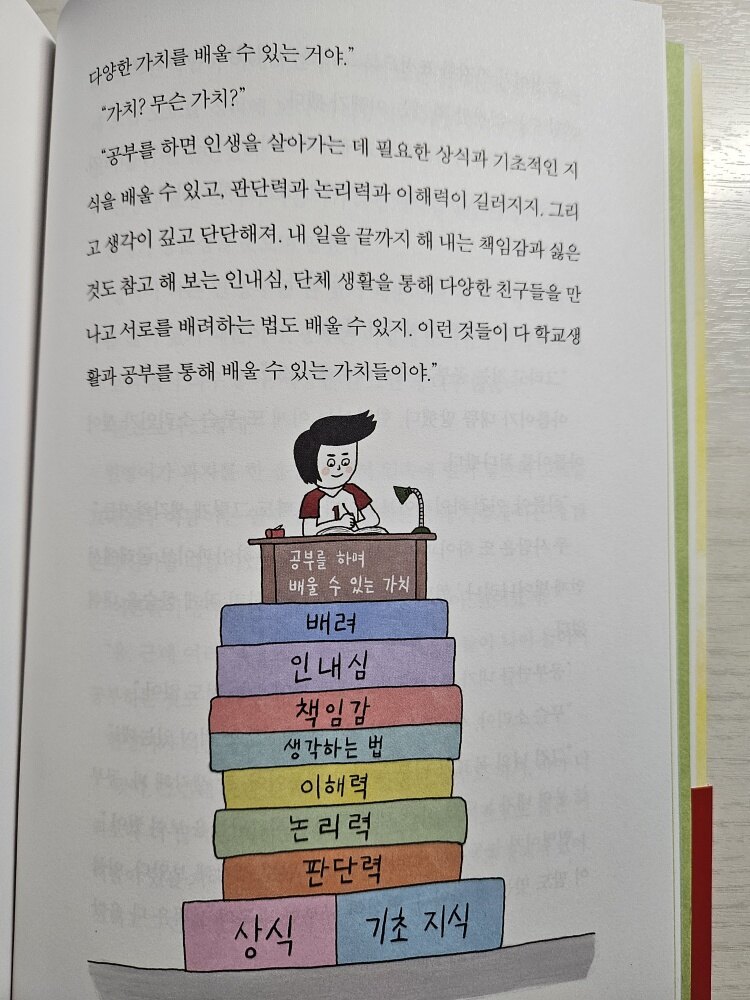 다양한 가치를 배울 수 있는 거야.”
“가치? 무슨 가치?”
“공부를 하면 인생을 살아가는 데 필요한 상식과 기초적인 지
식을 배울 수 있고, 판단력과 논리력과 이해력이 길러지지. 그리
고 생각이 깊고 단단해져. 내 일을 끝까지 해 내는 책임감과 싫은
것도 참고 해 보는 인내심, 단체 생활을 통해 다양한 친구들을 만
나고 서로를 배려하는 법도 배울 수 있지. 이런 것들이 다 학교생
활과 공부를 통해 배울 수 있는 가치들이야.”
1
공부를 하며
배울 수 있는 가치
배려
인내심
책임감
생각하는 법
이해력
논리력
판단력
상식 기초 지식